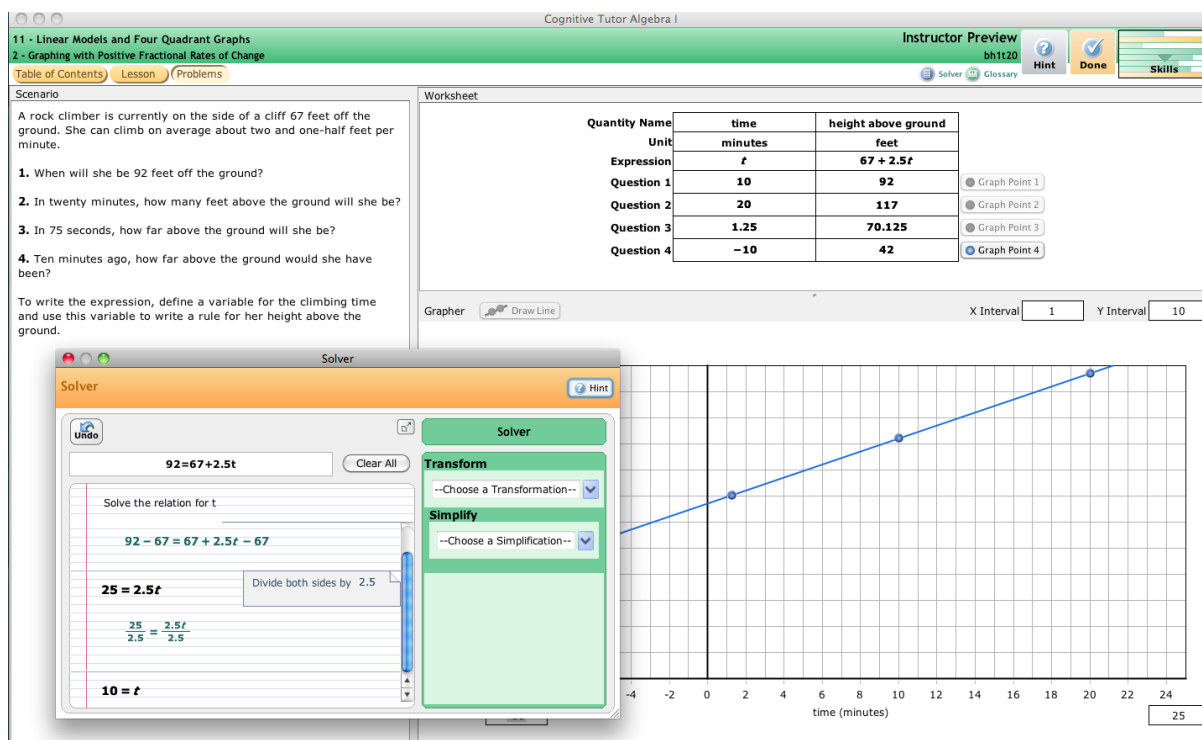 Cognitive Tutor Algebra I
11 - Linear Models and Four Quadrant Graphs
2 - Graphing with Positive Fractional Rates of Change
Instructor Preview
bh1t20
Hint
Done
Skills
Table of Contents
Lesson
Problems
Solver
Glossary
Scenario
A rock climber is currently on the side of a cliff 67 feet off the
ground. She can climb on average about two and one-half feet per
minute.
1. When will she be 92 feet off the ground?
2. In twenty minutes, how many feet above the ground will she be?
3. In 75 seconds, how far above the ground will she be?
4. Ten minutes ago, how far above the ground would she have
been?
To write the expression, define a variable for the climbing time
and use this variable to write a rule for her height above the
ground.
Worksheet
Quantity Name time height above ground
Unit minutes feet
Expression t 67 + 2.5t
Question 1 10 92 Graph Point 1
Question 2 20 117 Graph Point 2
Question 3 1.25 70.125 Graph Point 3
Question 4 −10 42 Graph Point 4
Grapher Draw Line X Interval 1 Y Interval 10
Solver
Solver
Hint
Undo
92=67+2.5t
Clear All
Solve the relation for t
92 − 67 = 67 + 2.5t − 67
25 = 2.5t
Divide both sides by 2.5
25/2.5 = 2.5t/2.5
10 = t
Solver
Transform
--Choose a Transformation--
Simplify
--Choose a Simplification--
-4 -2 0 2 4 6 8 10 12 14 16 18 20 22 24
time (minutes)
25